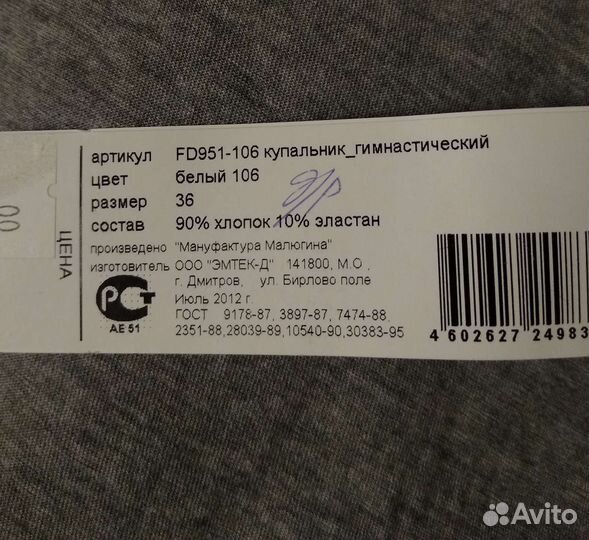 артикул FD951-106 купальник_гимнастический
цвет белый 106
размер 36
состав 90% хлопок 10% эластан
произведено "Мануфактура Малюгина"
изготовитель ООО "ЭМТЕК-Д" 141800, М.О ,
г. Дмитров, ул. Бирлово поле
Июль 2012 г.
ГОСТ 9178-87, 3897-87, 7474-88,
2351-88,28039-89,10540-90,30383-95
РСТ
АЕ 51
ЦЕНА
00
4 602627 24983
Avito